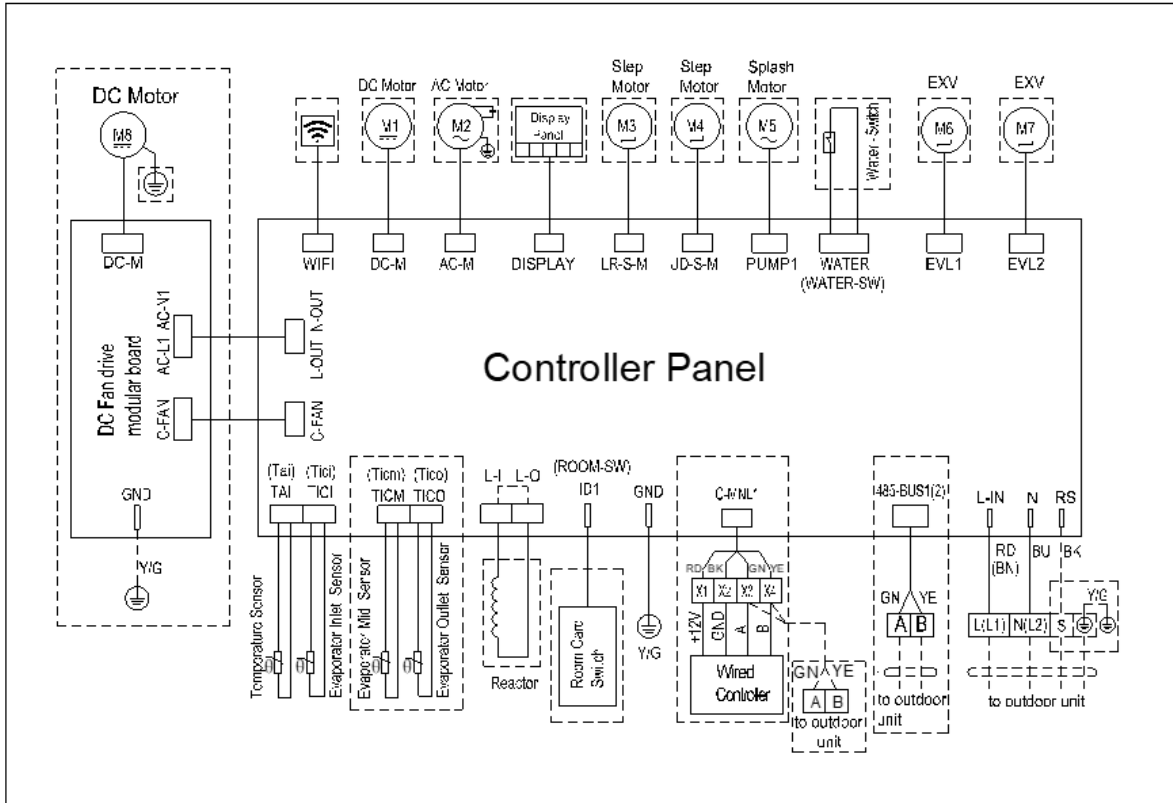 DC Motor
M8
DC-M
AC-L1 AC-N1
DC Fan drive
modular board
C-FAN
GND
Y/G
WIFI
DC Motor
M1
DC-M
AC Motor
M2
AC-M
Display
Panel
DISPLAY
Step
Motor
M3
LR-S-M
Step
Motor
M4
JD-S-M
Splash
Motor
M5
PUMP1
Water-Switch
WATER
(WATER-SW)
EXV
M6
EVL1
EXV
M7
EVL2
L-OUT N-OUT
C-FAN
Controller Panel
(Tai)
TAI
(Tici)
TICI
Temperature Sensor
Evaporator Inlet Sensor
(Ticm)
TICM
(Tico)
TICO
Evaporator Mid Sensor
Evaporator Outlet Sensor
L-I L-O
Reactor
(ROOM-SW)
ID1
Room Card
Switch
GND
Y/G
C-MNL1
RD BK GN YE
X1 X2 X3 X4
+12V GND A B
Wired
Controller
GN YE
A B
to outdoor
unit
485-BUS1(2)
GN YE
A B
to outdoor
unit
L-IN N RS
RD
(BN)
BU
BK
Y/G
L(L1) N(L2) S
to outdoor unit